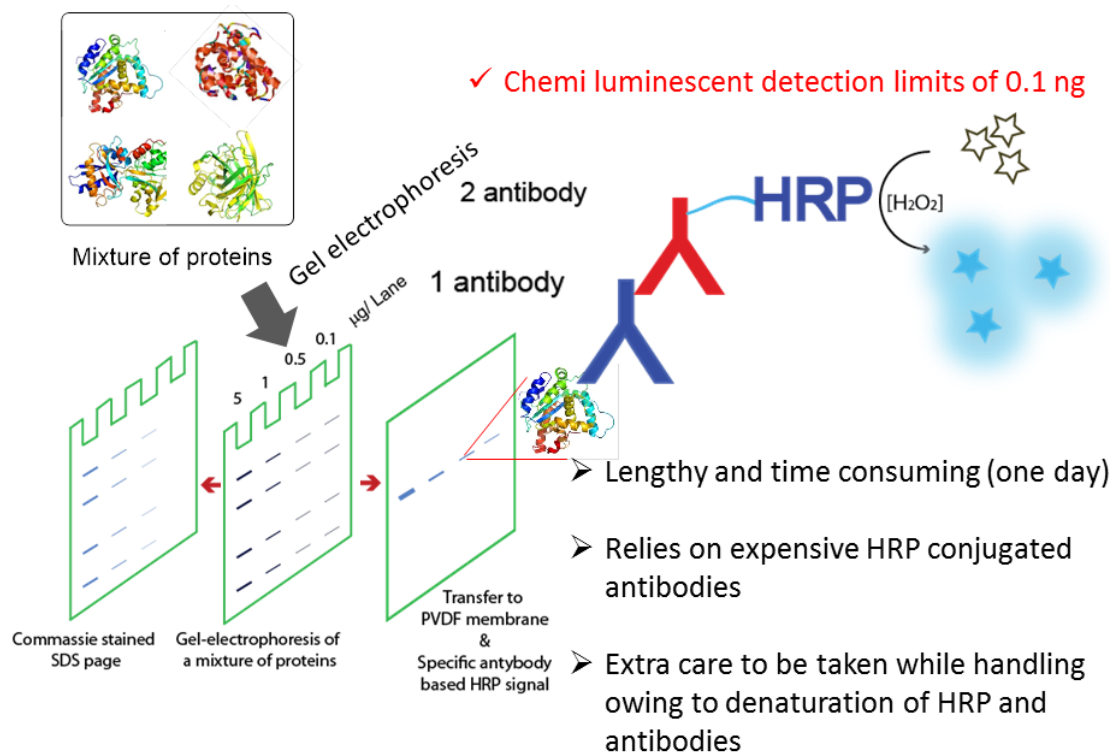 ✓ Chemi luminescent detection limits of 0.1 ng
Mixture of proteins
Gel electrophoresis
2 antibody
1 antibody
HRP
[H₂O₂]
5
1
0.5
0.1
µg/ Lane
Commassie stained
SDS page
Gel-electrophoresis of
a mixture of proteins
Transfer to
PVDF membrane
&
Specific antybody
based HRP signal
➢ Lengthy and time consuming (one day)
➢ Relies on expensive HRP conjugated
antibodies
➢ Extra care to be taken while handling
owing to denaturation of HRP and
antibodies